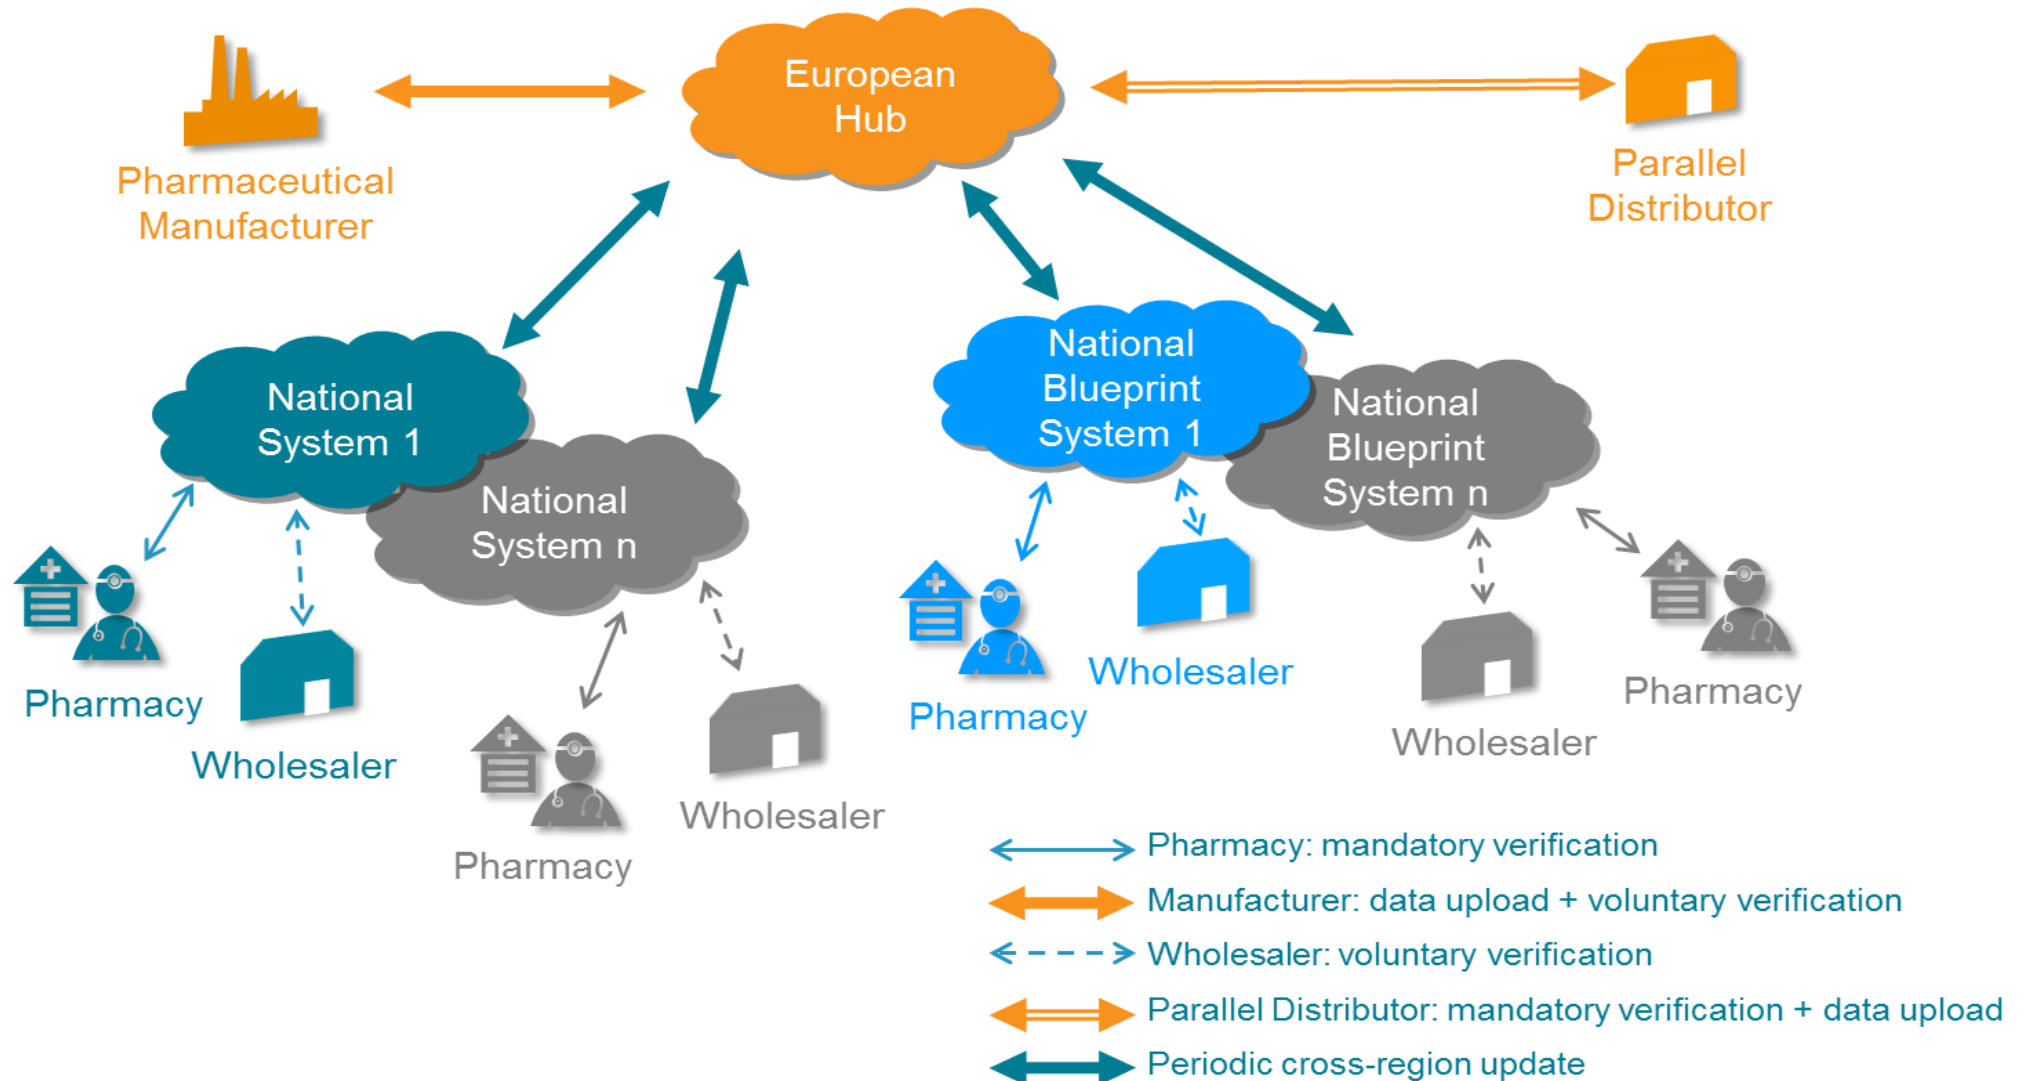 European
Hub
Pharmaceutical
Manufacturer
Parallel
Distributor
National
System 1
National
System n
National
Blueprint
System 1
National
Blueprint
System n
Pharmacy
Wholesaler
Pharmacy
Wholesaler
Pharmacy
Wholesaler
Wholesaler
Pharmacy
Pharmacy: mandatory verification
Manufacturer: data upload + voluntary verification
Wholesaler: voluntary verification
Parallel Distributor: mandatory verification + data upload
Periodic cross-region update